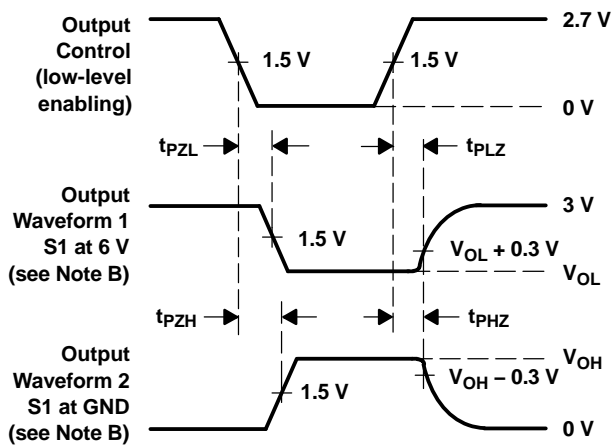 Output
Control
(low-level
enabling)
2.7 V
1.5 V
1.5 V
0 V
tPZL
tPLZ
Output
Waveform 1
S1 at 6 V
(see Note B)
3 V
1.5 V
VOL + 0.3 V
VOL
tPZH
tPHZ
Output
Waveform 2
S1 at GND
(see Note B)
VOH
1.5 V
VOH – 0.3 V
0 V